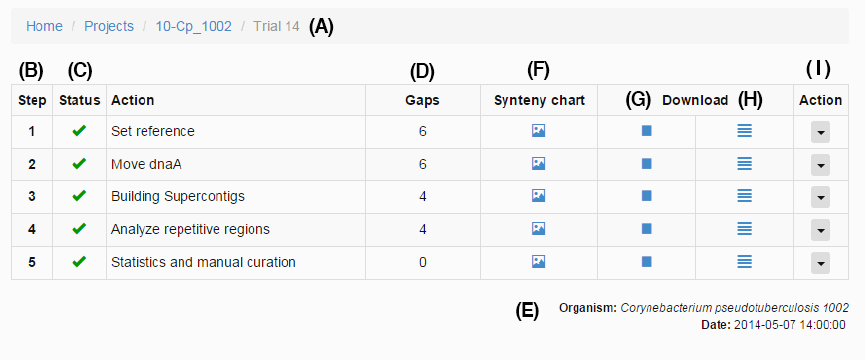 Home / Projects / 10-Cp_1002 / Trial 14 (A)
(B) (C) (D) (F) (I)
Step Status Action Gaps Synteny chart (G) Download (H) Action
1 Set reference 6
2 Move dnaA 6
3 Building Supercontigs 4
4 Analyze repetitive regions 4
5 Statistics and manual curation 0
(E) Organism: Corynebacterium pseudotuberculosis 1002
Date: 2014-05-07 14:00:00